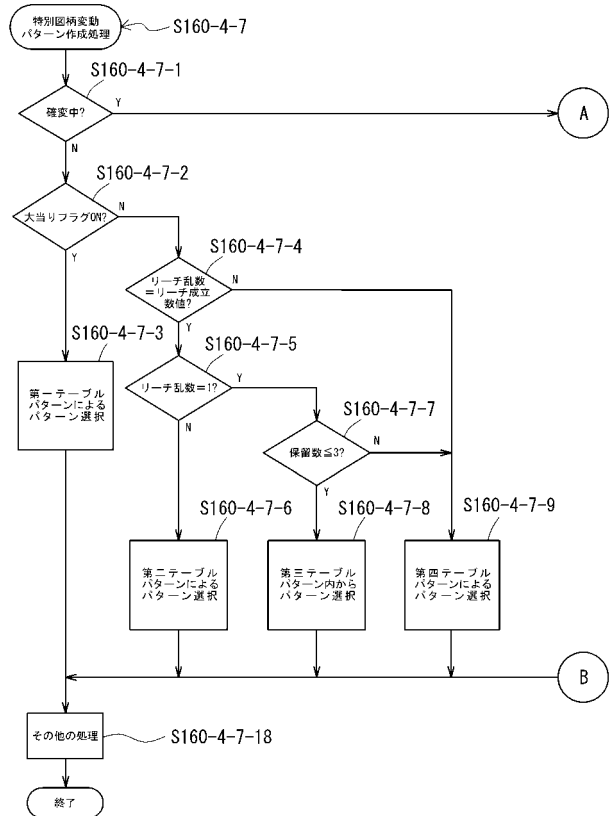 特別図柄変動
パターン作成処理
S160-4-7
S160-4-7-1
確変中?
Y
A
N
S160-4-7-2
大当りフラグON?
N
Y
S160-4-7-4
リーチ乱数
=リーチ成立
数値?
N
Y
S160-4-7-3
第一テーブル
パターンによる
パターン選択
S160-4-7-5
リーチ乱数=1?
Y
N
S160-4-7-7
保留数≦3?
N
Y
S160-4-7-6
第二テーブル
パターンによる
パターン選択
S160-4-7-8
第三テーブル
パターン内から
パターン選択
S160-4-7-9
第四テーブル
パターンによる
パターン選択
B
その他の処理
S160-4-7-18
終了